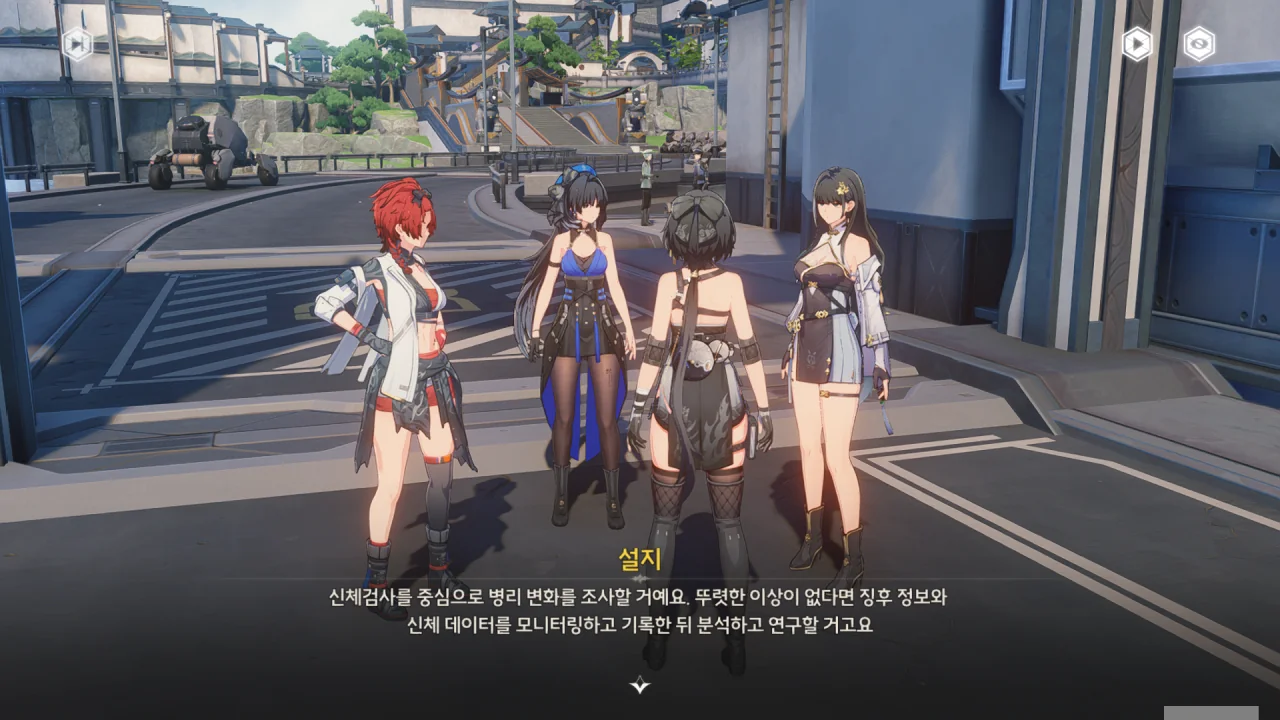 설지
신체검사를 중심으로 병리 변화를 조사할 거예요. 뚜렷한 이상이 없다면 징후 정보와
신체 데이터를 모니터링하고 기록한 뒤 분석하고 연구할 거고요